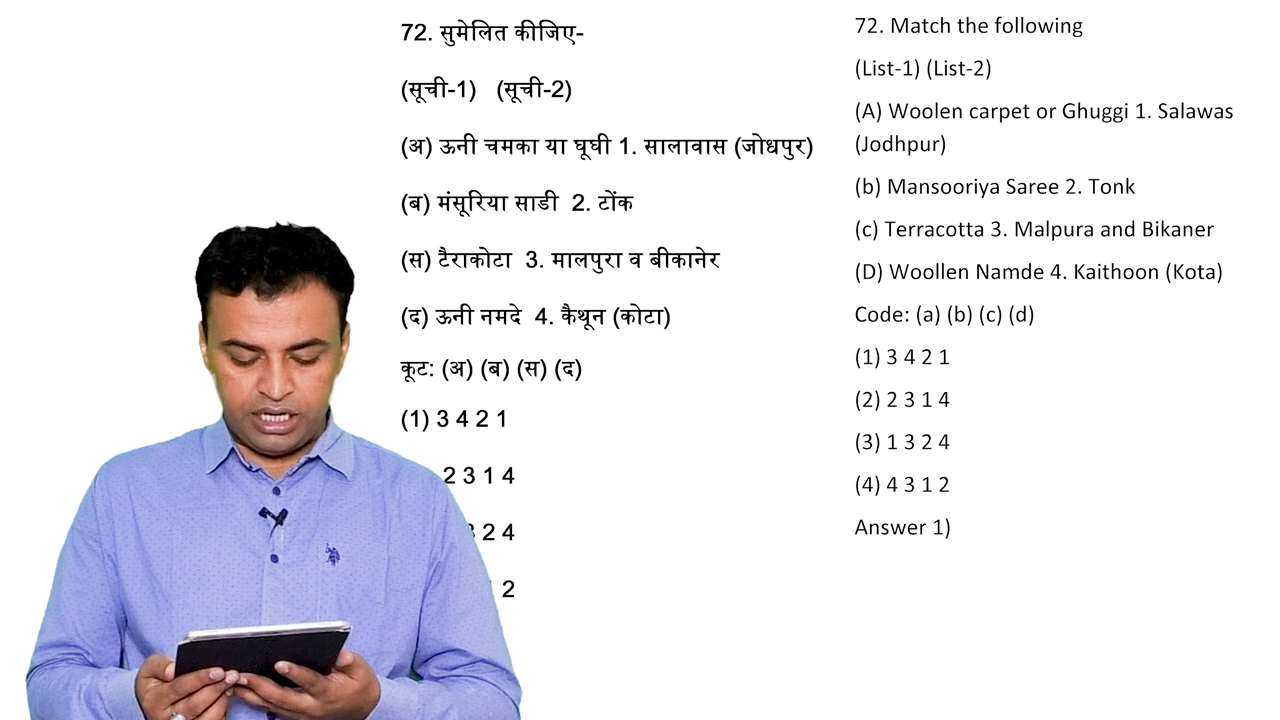 72. सुमेलित कीजिए-
(सूची-1) (सूची-2)
(अ) ऊनी चमका या घूघी 1. सालावास (जोधपुर)
(ब) मंसूरिया साडी 2. टोंक
(स) टैराकोटा 3. मालपुरा व बीकानेर
(द) ऊनी नमदे 4. कैथून (कोटा)
कूट: (अ) (ब) (स) (द)
(1) 3 4 2 1
2 3 1 4
2 4
2
72. Match the following
(List-1) (List-2)
(A) Woolen carpet or Ghuggi 1. Salawas
(Jodhpur)
(b) Mansooriya Saree 2. Tonk
(c) Terracotta 3. Malpura and Bikaner
(D) Woollen Namde 4. Kaithoon (Kota)
Code: (a) (b) (c) (d)
(1) 3 4 2 1
(2) 2 3 1 4
(3) 1 3 2 4
(4) 4 3 1 2
Answer 1)